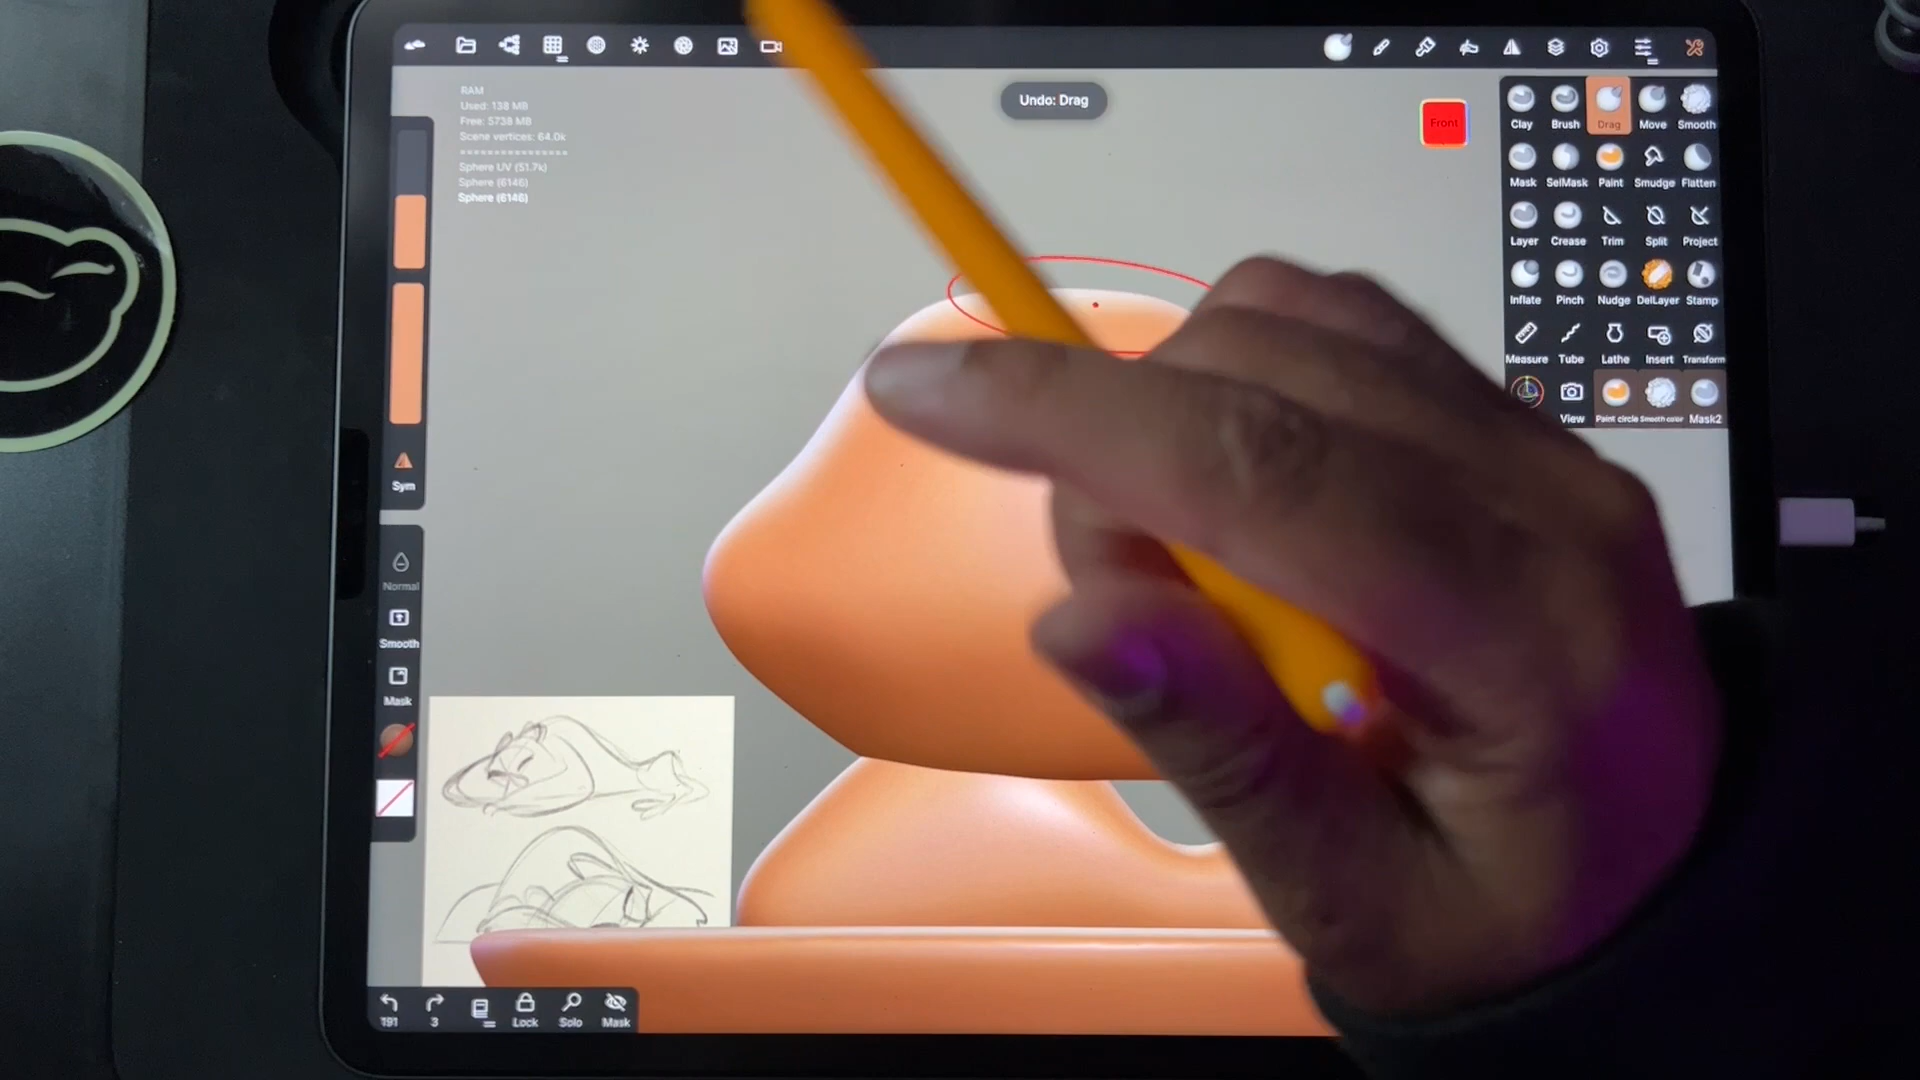 RAM
Used: 138 MB
Free: 5738 MB
Scene vertices: 64.0k
================
Sphere UV (51.7k)
Sphere (6146)
Sphere (6146)
Undo: Drag
Front
Clay Brush Drag Move Smooth
Mask SelMask Paint Smudge Flatten
Layer Crease Trim Split Project
Inflate Pinch Nudge DelLayer Stamp
Measure Tube Lathe Insert Transform
View Paint circle Smooth color Mask2
Sym
Normal
Smooth
Mask
191 3 Lock Solo Mask